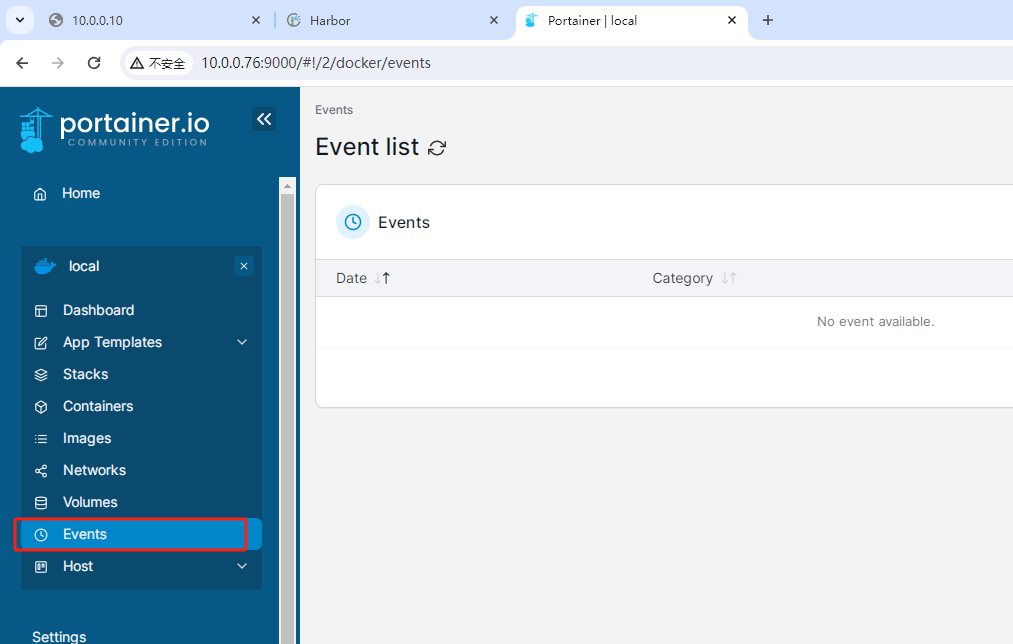 10.0.0.10
Harbor
Portainer | local
不安全
10.0.0.76:9000/#!/2/docker/events
portainer.io
COMMUNITY EDITION
Home
local
Dashboard
App Templates
Stacks
Containers
Images
Networks
Volumes
Events
Host
Settings
Events
Event list
Events
Date
Category
No event available.